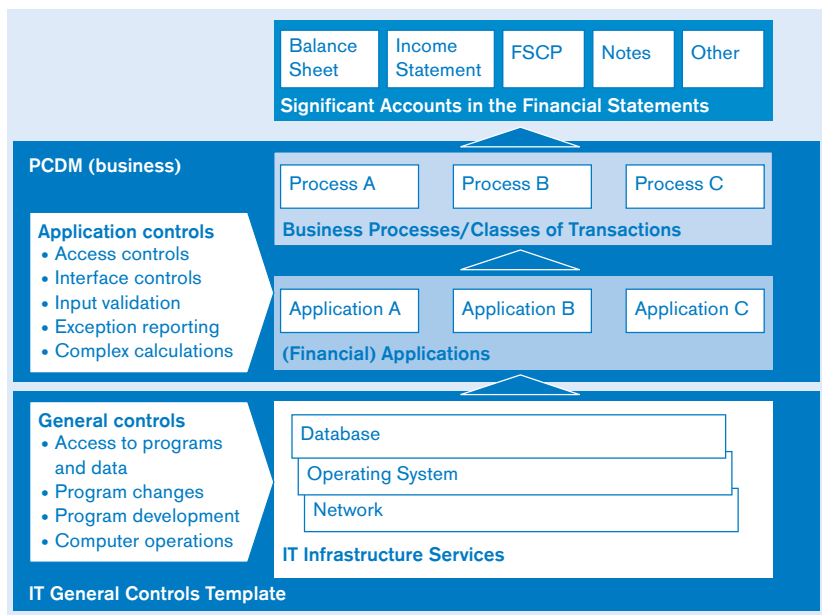 Balance
Sheet
Income
Statement
FSCP
Notes
Other
Significant Accounts in the Financial Statements
PCDM (business)
Process A
Process B
Process C
Business Processes/Classes of Transactions
Application controls
• Access controls
• Interface controls
• Input validation
• Exception reporting
• Complex calculations
Application A
Application B
Application C
(Financial) Applications
General controls
• Access to programs
and data
• Program changes
• Program development
• Computer operations
Database
Operating System
Network
IT Infrastructure Services
IT General Controls Template